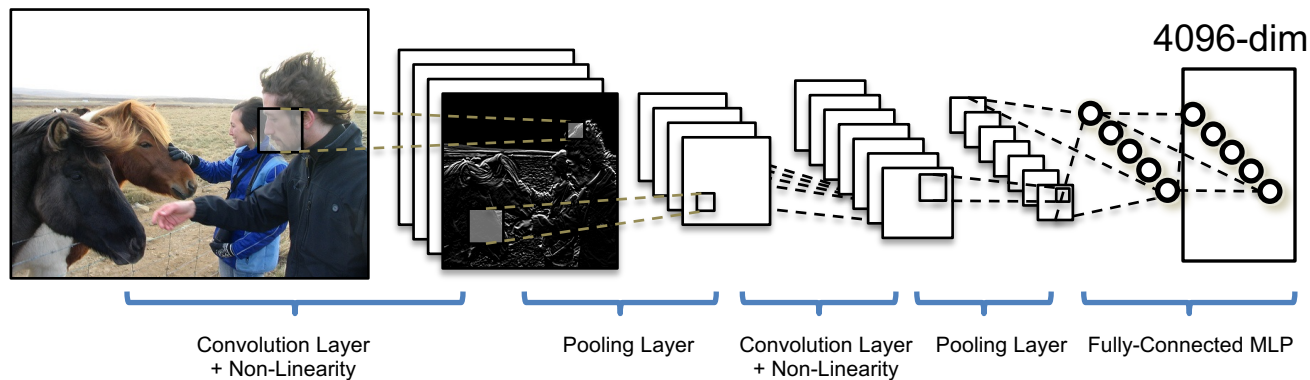 4096-dim
Convolution Layer
+ Non-Linearity
Pooling Layer
Convolution Layer
+ Non-Linearity
Pooling Layer
Fully-Connected MLP